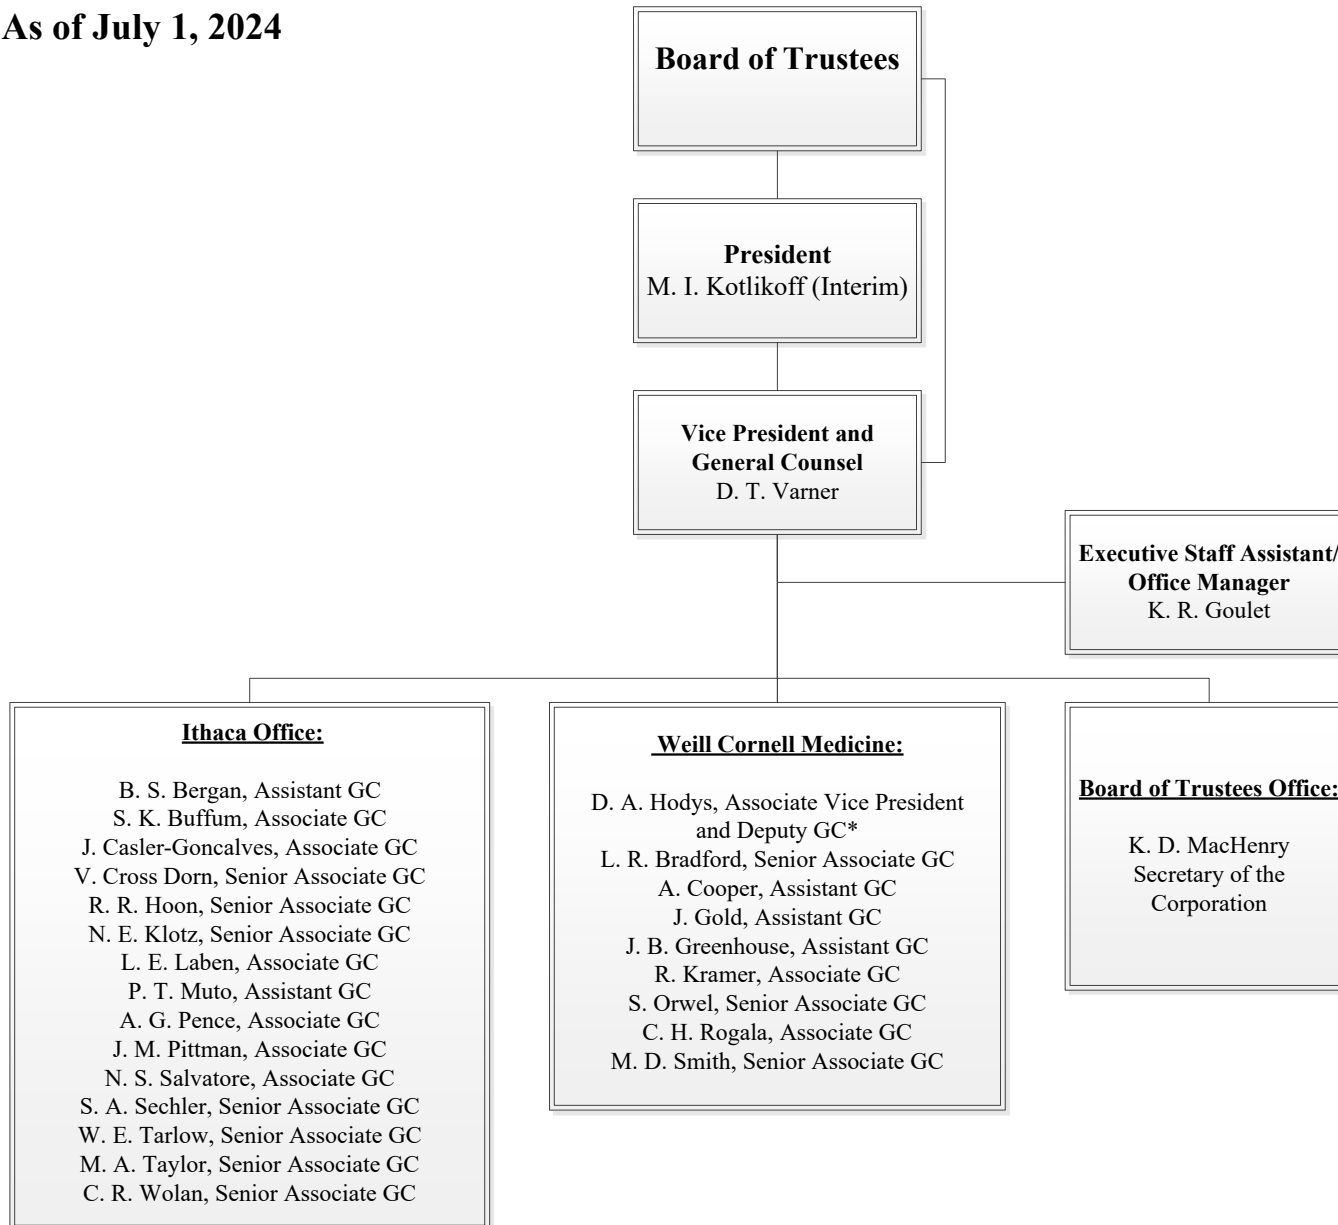 As of July 1, 2024
Board of Trustees
President
M. I. Kotlikoff (Interim)
Vice President and
General Counsel
D. T. Varner
Executive Staff Assistant/
Office Manager
K. R. Goulet
Ithaca Office:
B. S. Bergan, Assistant GC
S. K. Buffum, Associate GC
J. Casler-Goncalves, Associate GC
V. Cross Dorn, Senior Associate GC
R. R. Hoon, Senior Associate GC
N. E. Klotz, Senior Associate GC
L. E. Laben, Associate GC
P. T. Muto, Assistant GC
A. G. Pence, Associate GC
J. M. Pittman, Associate GC
N. S. Salvatore, Associate GC
S. A. Sechler, Senior Associate GC
W. E. Tarlow, Senior Associate GC
M. A. Taylor, Senior Associate GC
C. R. Wolan, Senior Associate GC
Weill Cornell Medicine:
D. A. Hodys, Associate Vice President
and Deputy GC*
L. R. Bradford, Senior Associate GC
A. Cooper, Assistant GC
J. Gold, Assistant GC
J. B. Greenhouse, Assistant GC
R. Kramer, Associate GC
S. Orwel, Senior Associate GC
C. H. Rogala, Associate GC
M. D. Smith, Senior Associate GC
Board of Trustees Office:
K. D. MacHenry
Secretary of the
Corporation